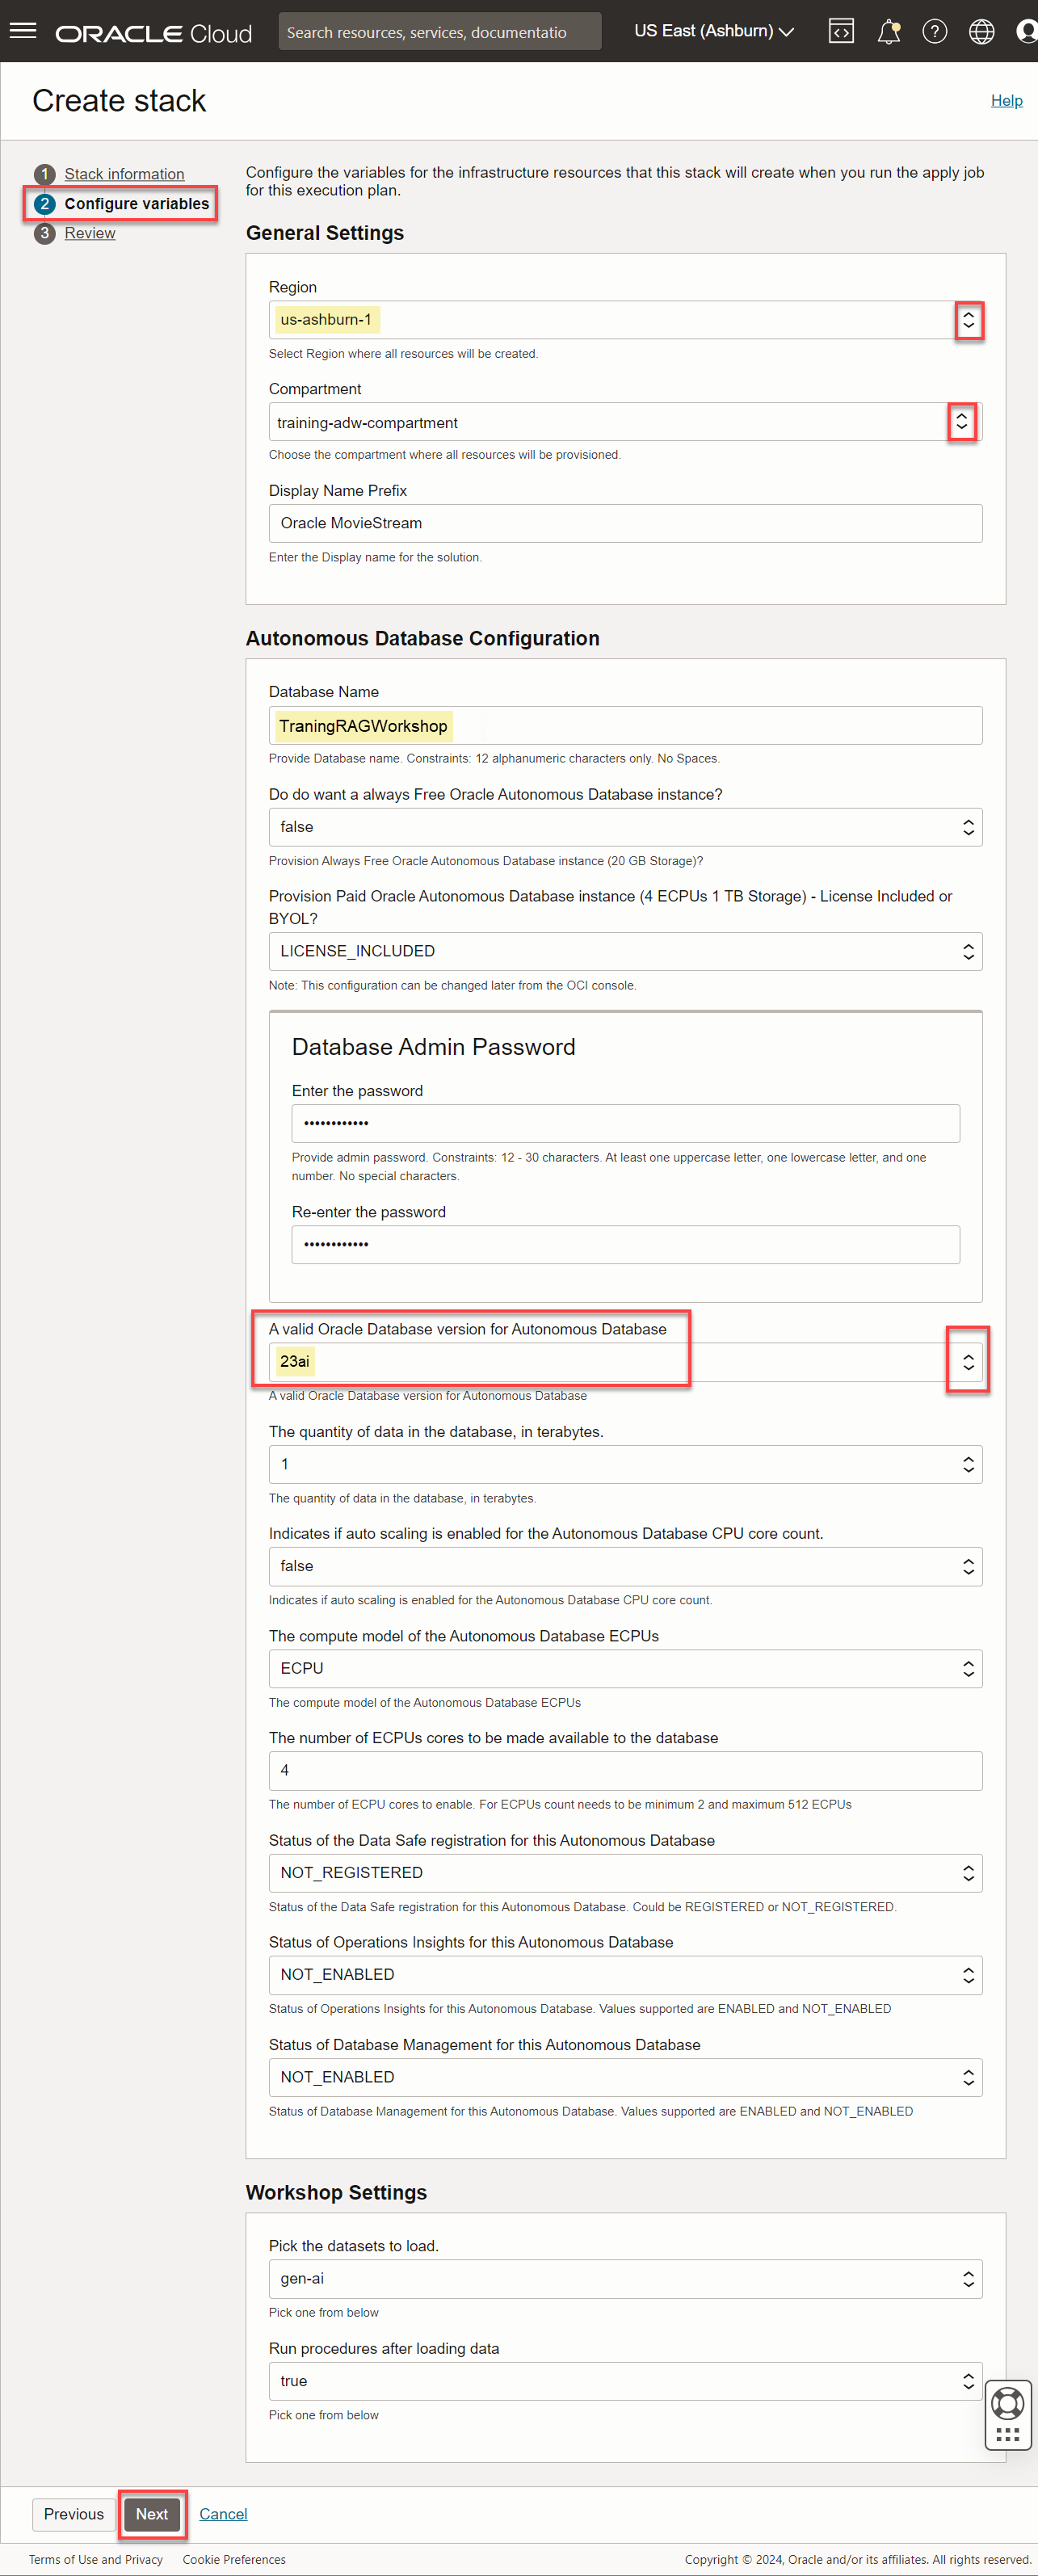 ORACLE Cloud
Search resources, services, documentatio
US East (Ashburn)
Create stack
Help
1 Stack information
2 Configure variables
3 Review
Configure the variables for the infrastructure resources that this stack will create when you run the apply job
for this execution plan.
General Settings
Region
us-ashburn-1
Select Region where all resources will be created.
Compartment
training-adw-compartment
Choose the compartment where all resources will be provisioned.
Display Name Prefix
Oracle MovieStream
Enter the Display name for the solution.
Autonomous Database Configuration
Database Name
TraningRAGWorkshop
Provide Database name. Constraints: 12 alphanumeric characters only. No Spaces.
Do do want a always Free Oracle Autonomous Database instance?
false
Provision Always Free Oracle Autonomous Database instance (20 GB Storage)?
Provision Paid Oracle Autonomous Database instance (4 ECPUs 1 TB Storage) - License Included or
BYOL?
LICENSE_INCLUDED
Note: This configuration can be changed later from the OCI console.
Database Admin Password
Enter the password
••••••••••••
Provide admin password. Constraints: 12 - 30 characters. At least one uppercase letter, one lowercase letter, and one
number. No special characters.
Re-enter the password
••••••••••••
A valid Oracle Database version for Autonomous Database
23ai
A valid Oracle Database version for Autonomous Database
The quantity of data in the database, in terabytes.
1
The quantity of data in the database, in terabytes.
Indicates if auto scaling is enabled for the Autonomous Database CPU core count.
false
Indicates if auto scaling is enabled for the Autonomous Database CPU core count.
The compute model of the Autonomous Database ECPUs
ECPU
The compute model of the Autonomous Database ECPUs
The number of ECPUs cores to be made available to the database
4
The number of ECPU cores to enable. For ECPUs count needs to be minimum 2 and maximum 512 ECPUs
Status of the Data Safe registration for this Autonomous Database
NOT_REGISTERED
Status of the Data Safe registration for this Autonomous Database. Could be REGISTERED or NOT_REGISTERED.
Status of Operations Insights for this Autonomous Database
NOT_ENABLED
Status of Operations Insights for this Autonomous Database. Values supported are ENABLED and NOT_ENABLED
Status of Database Management for this Autonomous Database
NOT_ENABLED
Status of Database Management for this Autonomous Database. Values supported are ENABLED and NOT_ENABLED
Workshop Settings
Pick the datasets to load.
gen-ai
Pick one from below
Run procedures after loading data
true
Pick one from below
Previous Next Cancel
Terms of Use and Privacy Cookie Preferences Copyright © 2024, Oracle and/or its affiliates. All rights reserved.